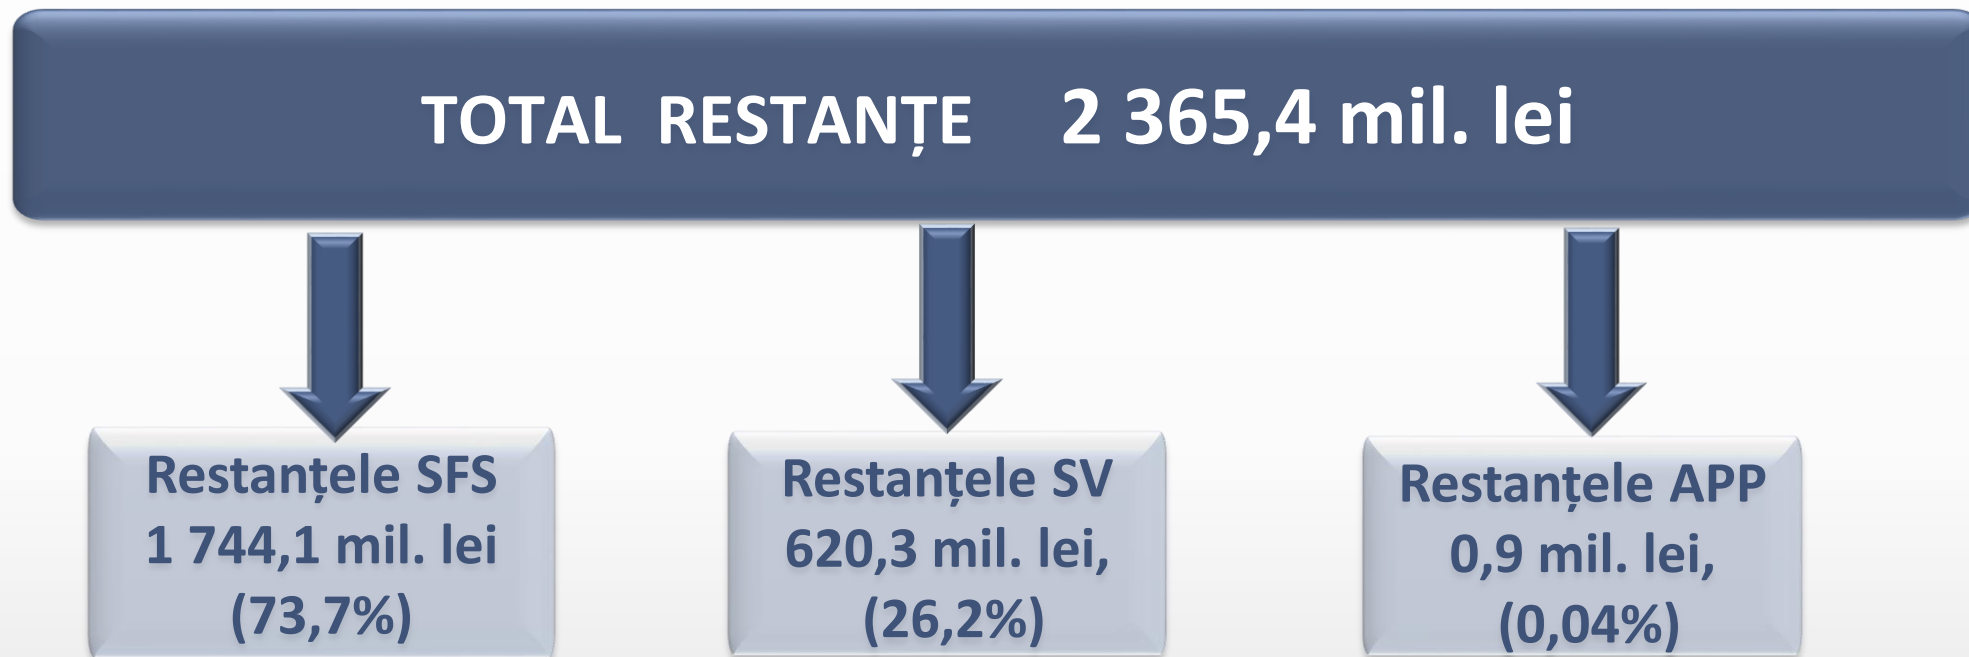 TOTAL RESTANȚE 2 365,4 mil. lei
Restanțele SFS
1 744,1 mil. lei
(73,7%)
Restanțele SV
620,3 mil. lei,
(26,2%)
Restanțele APP
0,9 mil. lei,
(0,04%)